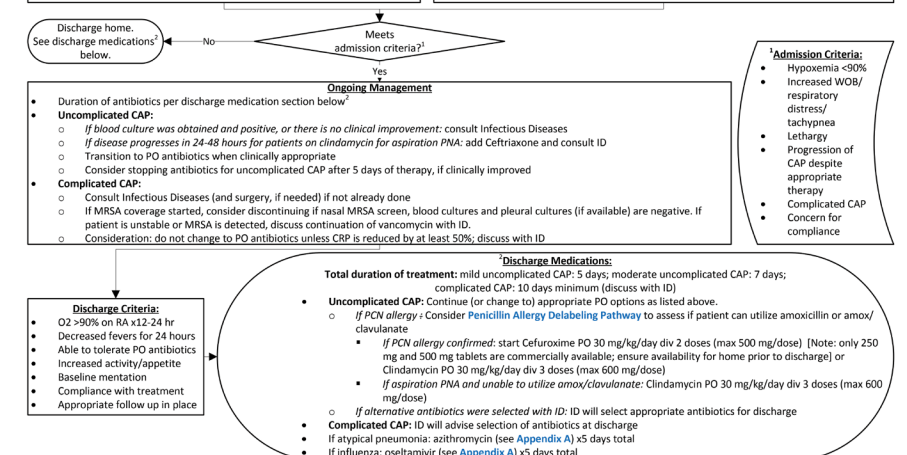 Discharge home.
See discharge medications2
below.
No
Meets
admission criteria?1
Yes
Ongoing Management
• Duration of antibiotics per discharge medication section below2
• Uncomplicated CAP:
o If blood culture was obtained and positive, or there is no clinical improvement: consult Infectious Diseases
o If disease progresses in 24-48 hours for patients on clindamycin for aspiration PNA: add Ceftriaxone and consult ID
o Transition to PO antibiotics when clinically appropriate
o Consider stopping antibiotics for uncomplicated CAP after 5 days of therapy, if clinically improved
• Complicated CAP:
o Consult Infectious Diseases (and surgery, if needed) if not already done
o If MRSA coverage started, consider discontinuing if nasal MRSA screen, blood cultures and pleural cultures (if available) are negative. If
patient is unstable or MRSA is detected, discuss continuation of vancomycin with ID.
o Consideration: do not change to PO antibiotics unless CRP is reduced by at least 50%; discuss with ID
1Admission Criteria:
• Hypoxemia <90%
• Increased WOB/
respiratory
distress/
tachypnea
• Lethargy
• Progression of
CAP despite
appropriate
therapy
• Complicated CAP
• Concern for
compliance
Discharge Criteria:
• O2 >90% on RA x12-24 hr
• Decreased fevers for 24 hours
• Able to tolerate PO antibiotics
• Increased activity/appetite
• Baseline mentation
• Compliance with treatment
• Appropriate follow up in place
2Discharge Medications:
Total duration of treatment: mild uncomplicated CAP: 5 days; moderate uncomplicated CAP: 7 days;
complicated CAP: 10 days minimum (discuss with ID)
• Uncomplicated CAP: Continue (or change to) appropriate PO options as listed above.
o If PCN allergy : Consider Penicillin Allergy Delabeling Pathway to assess if patient can utilize amoxicillin or amox/
clavulanate
▪ If PCN allergy confirmed: start Cefuroxime PO 30 mg/kg/day div 2 doses (max 500 mg/dose) [Note: only 250
mg and 500 mg tablets are commercially available; ensure availability for home prior to discharge] or
Clindamycin PO 30 mg/kg/day div 3 doses (max 600 mg/dose)
▪ If aspiration PNA and unable to utilize amox/clavulanate: Clindamycin PO 30 mg/kg/day div 3 doses (max 600
mg/dose)
o If alternative antibiotics were selected with ID: ID will select appropriate antibiotics for discharge
• Complicated CAP: ID will advise selection of antibiotics at discharge
• If atypical pneumonia: azithromycin (see Appendix A) x5 days total
• If influenza: oseltamivir (see Appendix A) x5 days total